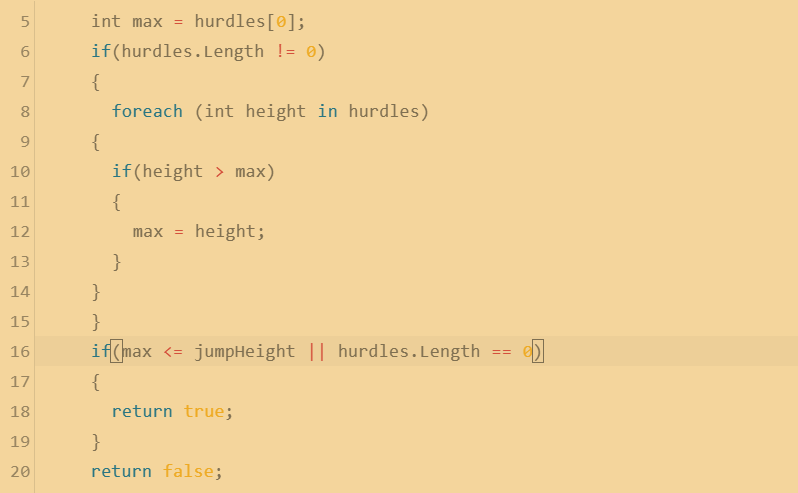 5 int max = hurdles[0];
6 if(hurdles.Length != 0)
7 {
8 foreach (int height in hurdles)
9 {
10 if(height > max)
11 {
12 max = height;
13 }
14 }
15 }
16 if(max <= jumpHeight || hurdles.Length == 0)
17 {
18 return true;
19 }
20 return false;